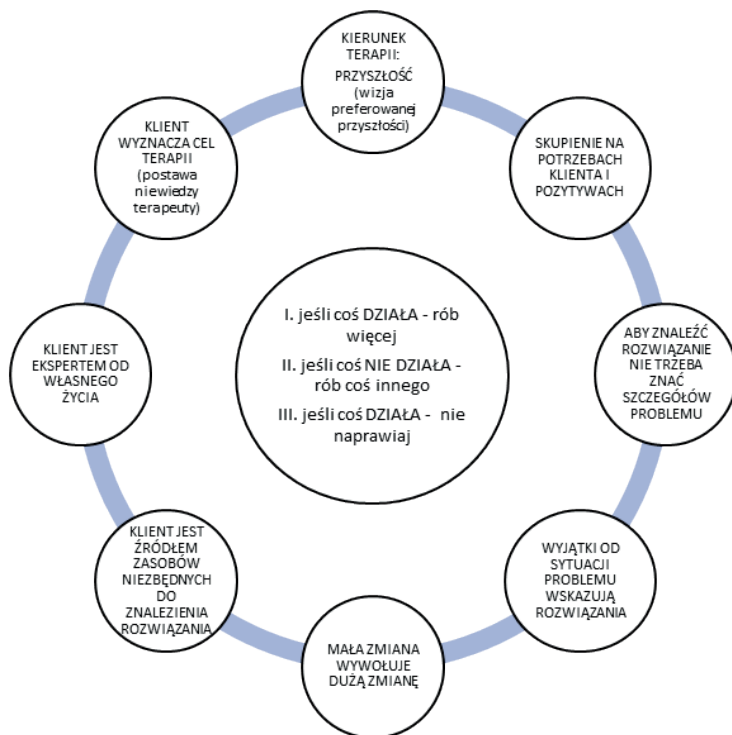 KIERUNEK
TERAPII:
PRZYSZŁOŚĆ
(wizja
preferowanej
przyszłości)
SKUPIENIE NA
POTRZEBACH
KLIENTA I
POZYTYWACH
ABY ZNALEŹĆ
ROZWIĄZANIE
NIE TRZEBA
ZNAĆ
SZCZEGÓŁÓW
PROBLEMU
WYJĄTKI OD
SYTUACJI
PROBLEMU
WSKAZUJĄ
ROZWIĄZANIA
MAŁA ZMIANA
WYWOŁUJE
DUŻĄ ZMIANĘ
KLIENT JEST
ŹRÓDŁEM
ZASOBÓW
NIEZBĘDNYCH
DO
ZNALEZIENIA
ROZWIĄZANIA
KLIENT JEST
EKSPERTEM OD
WŁASNEGO
ŻYCIA
KLIENT
WYZNACZA CEL
TERAPII
(postawa
niewiedzy
terapeuty)
I. jeśli coś DZIAŁA - rób
więcej
II. jeśli coś NIE DZIAŁA -
rób coś innego
III. jeśli coś DZIAŁA - nie
naprawiaj